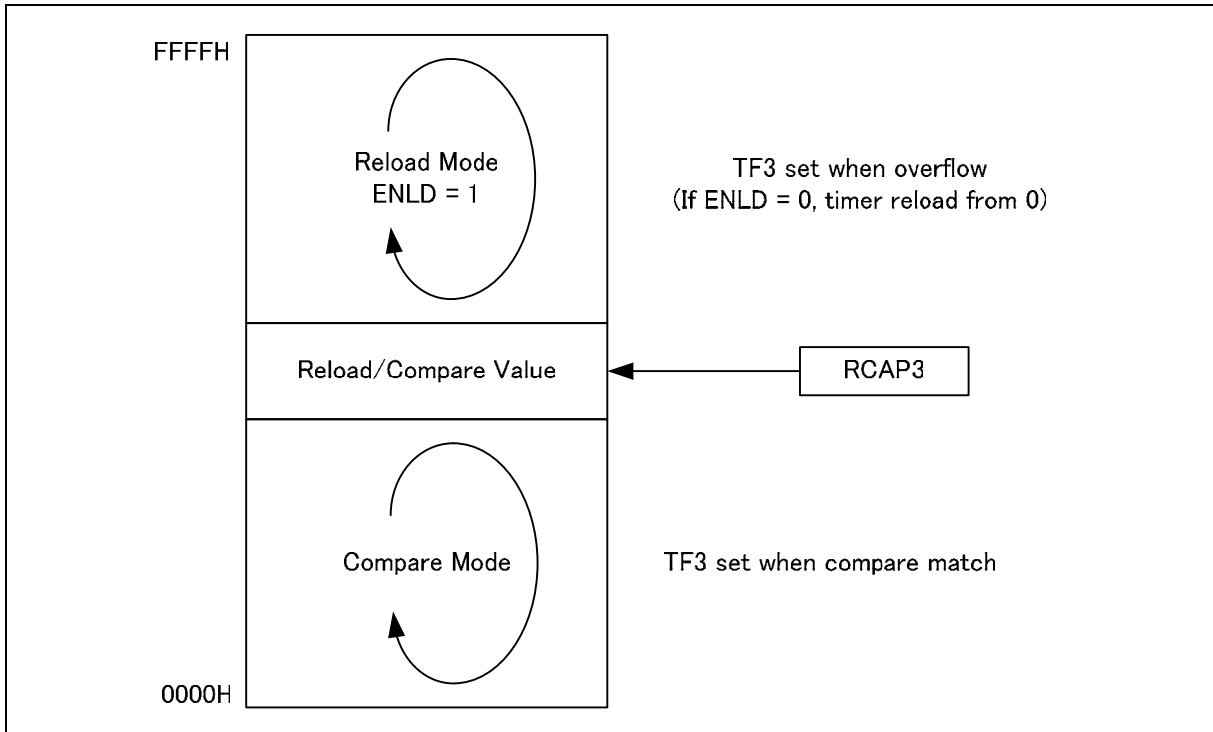 FFFFH
Reload Mode
ENLD = 1
TF3 set when overflow
(If ENLD = 0, timer reload from 0)
Reload/Compare Value
RCAP3
Compare Mode
TF3 set when compare match
0000H